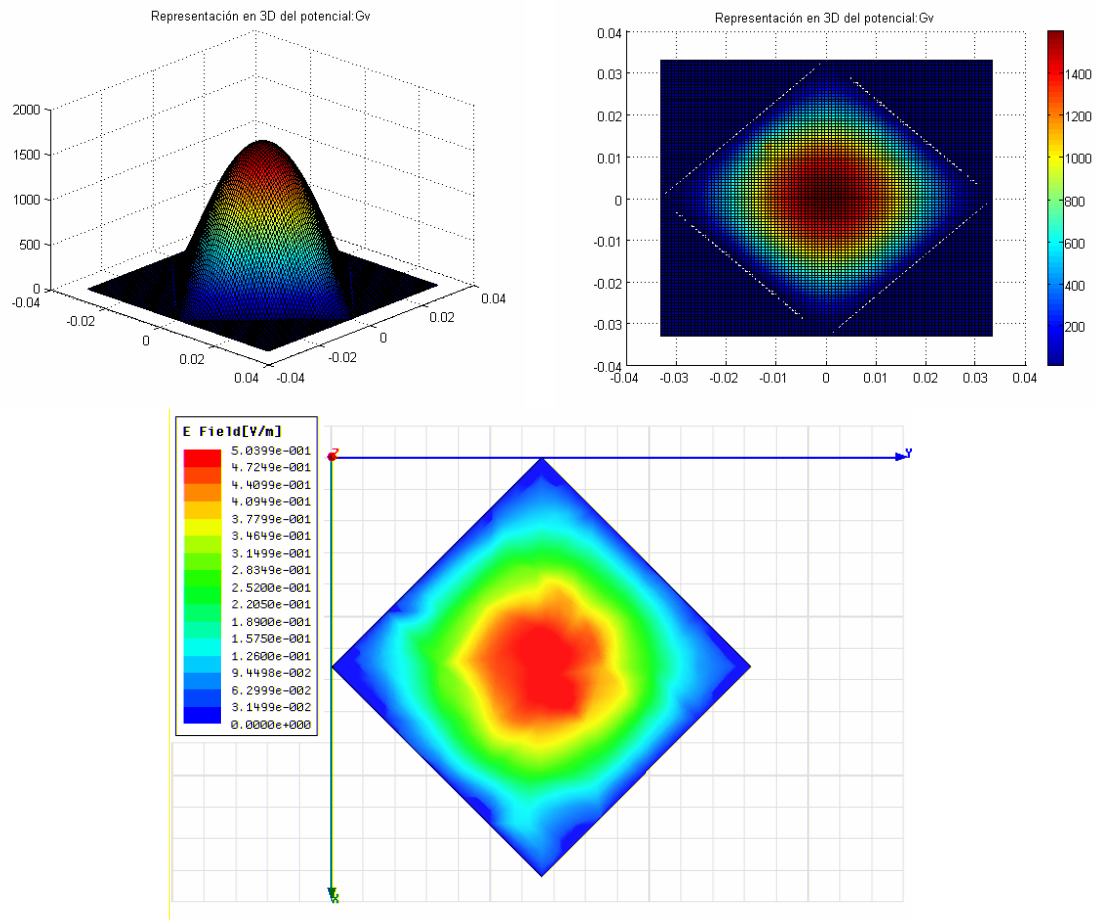 Representación en 3D del potencial:Gv
2000
1500
1000
500
0
-0.04
-0.02
0
0.02
0.04
-0.04
-0.02
0
0.02
0.04
Representación en 3D del potencial:Gv
0.04
0.03
0.02
0.01
0
-0.01
-0.02
-0.03
-0.04
-0.04
-0.03
-0.02
-0.01
0
0.01
0.02
0.03
0.04
1400
1200
1000
800
600
400
200
E Field[V/m]
5.0399e-001
4.7249e-001
4.4099e-001
4.0949e-001
3.7799e-001
3.4649e-001
3.1499e-001
2.8349e-001
2.5200e-001
2.2050e-001
1.8900e-001
1.5750e-001
1.2600e-001
9.4498e-002
6.2999e-002
3.1499e-002
0.0000e+000
Z
Y
X